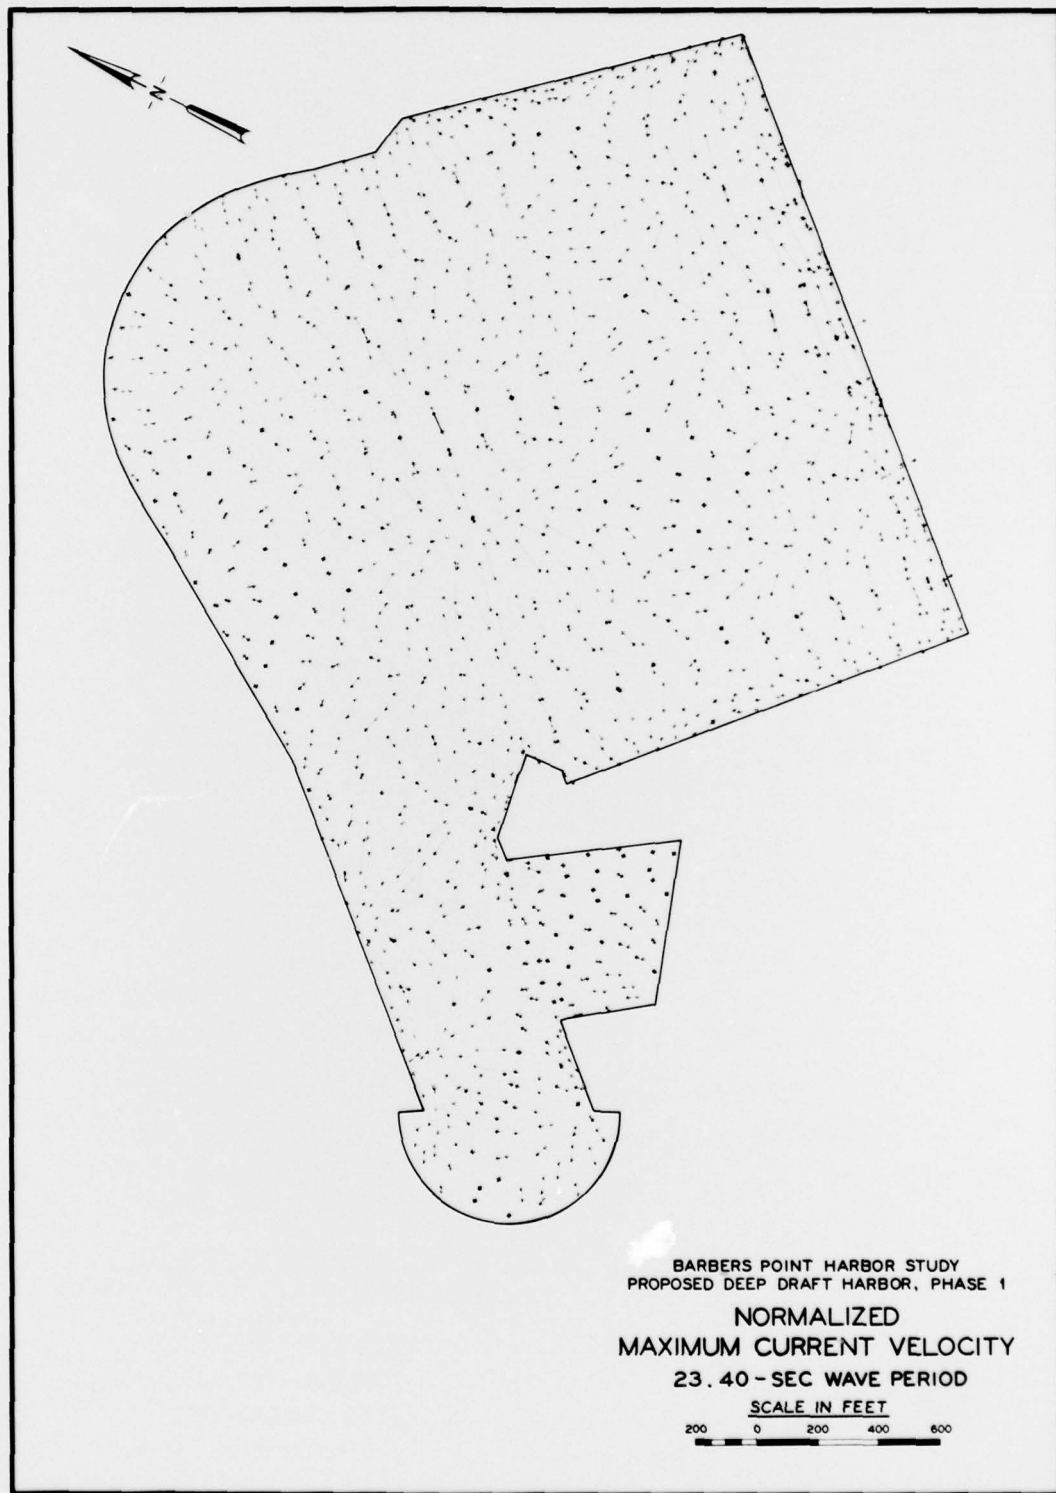 N
BARBERS POINT HARBOR STUDY
PROPOSED DEEP DRAFT HARBOR, PHASE 1
NORMALIZED
MAXIMUM CURRENT VELOCITY
23.40-SEC WAVE PERIOD
SCALE IN FEET
200 0 200 400 600